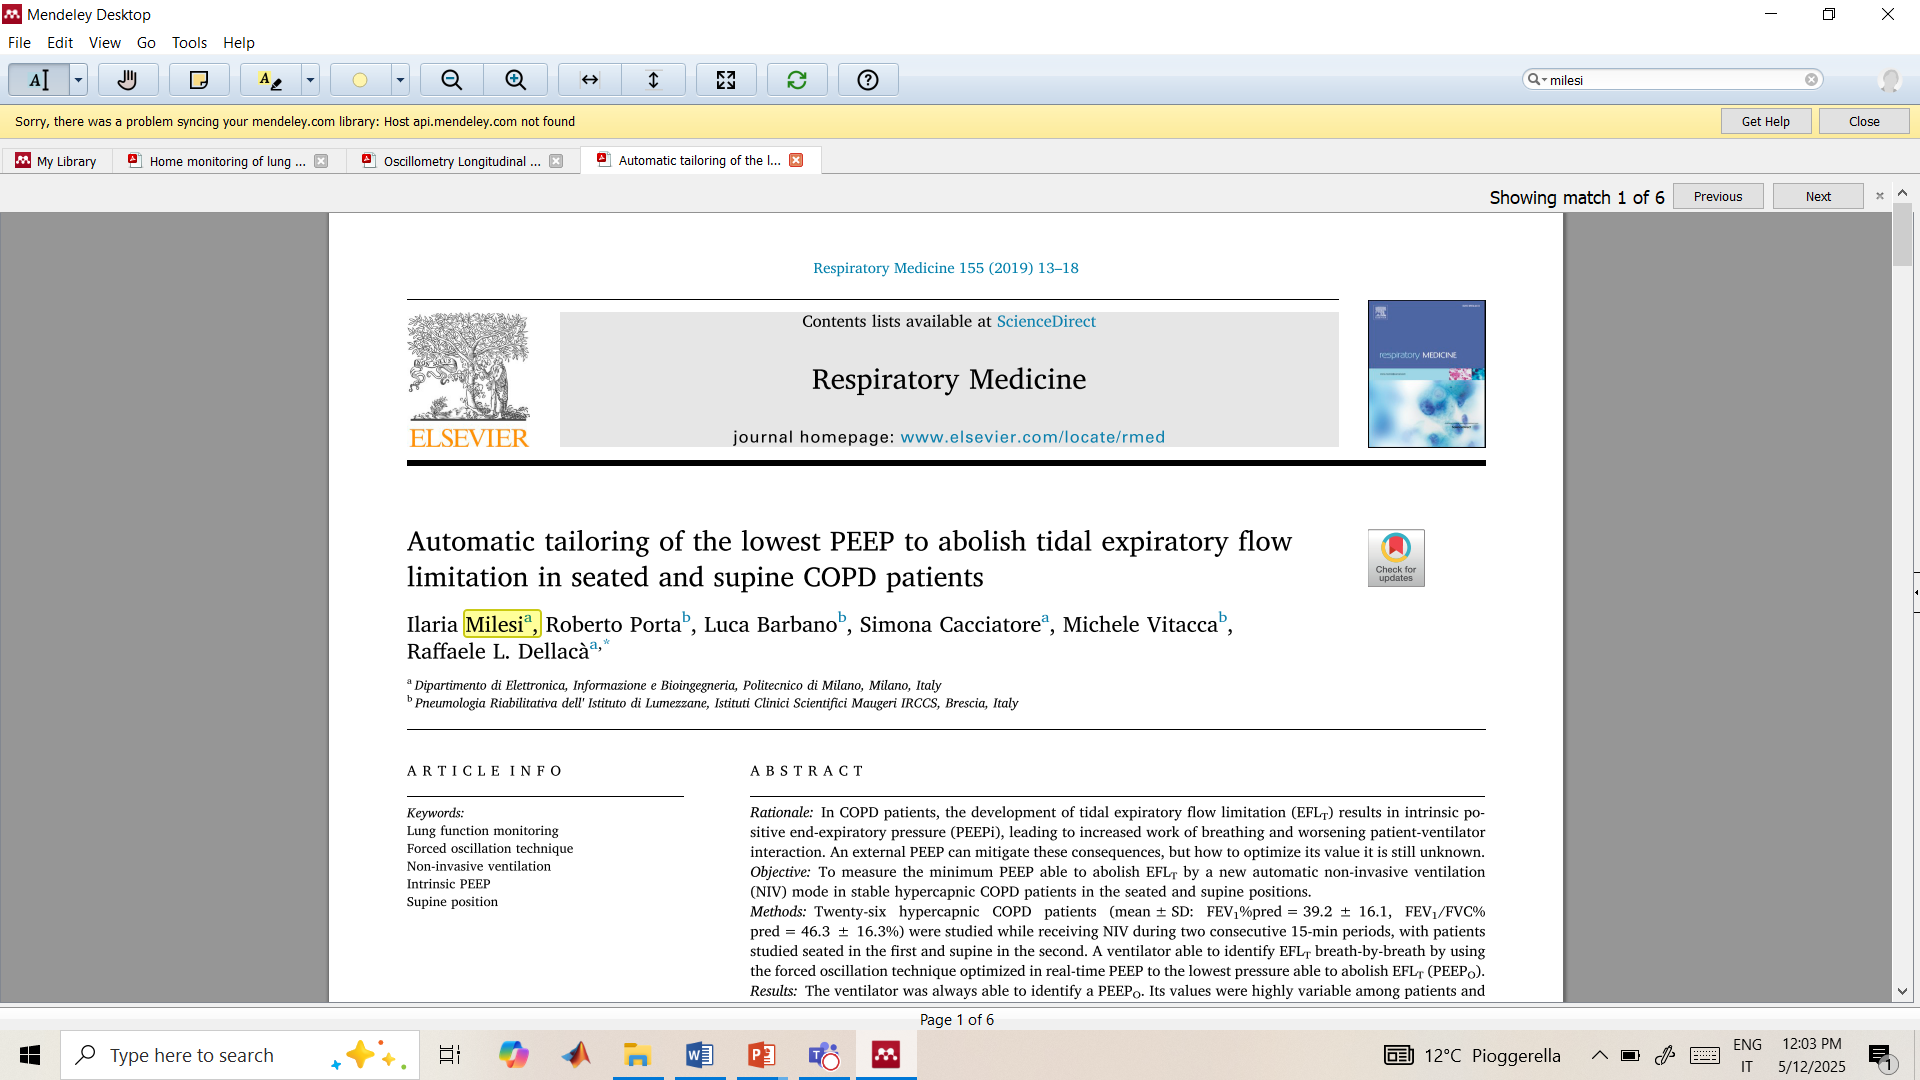 Mendeley Desktop
File Edit View Go Tools Help
milesi
Sorry, there was a problem syncing your mendeley.com library: Host api.mendeley.com not found
Get Help Close
My Library Home monitoring of lung ... Oscillometry Longitudinal ... Automatic tailoring of the l...
Showing match 1 of 6 Previous Next
Respiratory Medicine 155 (2019) 13–18
Contents lists available at ScienceDirect
Respiratory Medicine
journal homepage: www.elsevier.com/locate/rmed
ELSEVIER
respiratory MEDICINE
Automatic tailoring of the lowest PEEP to abolish tidal expiratory flow
limitation in seated and supine COPD patients
Check for
updates
Ilaria Milesia, Roberto Portab, Luca Barbanob, Simona Cacciatorea, Michele Vitaccab,
Raffaele L. Dellacàa,*
a Dipartimento di Elettronica, Informazione e Bioingegneria, Politecnico di Milano, Milano, Italy
b Pneumologia Riabilitativa dell' Istituto di Lumezzane, Istituti Clinici Scientifici Maugeri IRCCS, Brescia, Italy
ARTICLE INFO
Keywords:
Lung function monitoring
Forced oscillation technique
Non-invasive ventilation
Intrinsic PEEP
Supine position
ABSTRACT
Rationale: In COPD patients, the development of tidal expiratory flow limitation (EFLT) results in intrinsic po-
sitive end-expiratory pressure (PEEPi), leading to increased work of breathing and worsening patient-ventilator
interaction. An external PEEP can mitigate these consequences, but how to optimize its value it is still unknown.
Objective: To measure the minimum PEEP able to abolish EFLT by a new automatic non-invasive ventilation
(NIV) mode in stable hypercapnic COPD patients in the seated and supine positions.
Methods: Twenty-six hypercapnic COPD patients (mean ± SD: FEV1%pred = 39.2 ± 16.1, FEV1/FVC%
pred = 46.3 ± 16.3%) were studied while receiving NIV during two consecutive 15-min periods, with patients
studied seated in the first and supine in the second. A ventilator able to identify EFLT breath-by-breath by using
the forced oscillation technique optimized in real-time PEEP to the lowest pressure able to abolish EFLT (PEEPO).
Results: The ventilator was always able to identify a PEEPO. Its values were highly variable among patients and
Page 1 of 6
Type here to search
12°C Pioggerella
ENG
IT
12:03 PM
5/12/2025
1